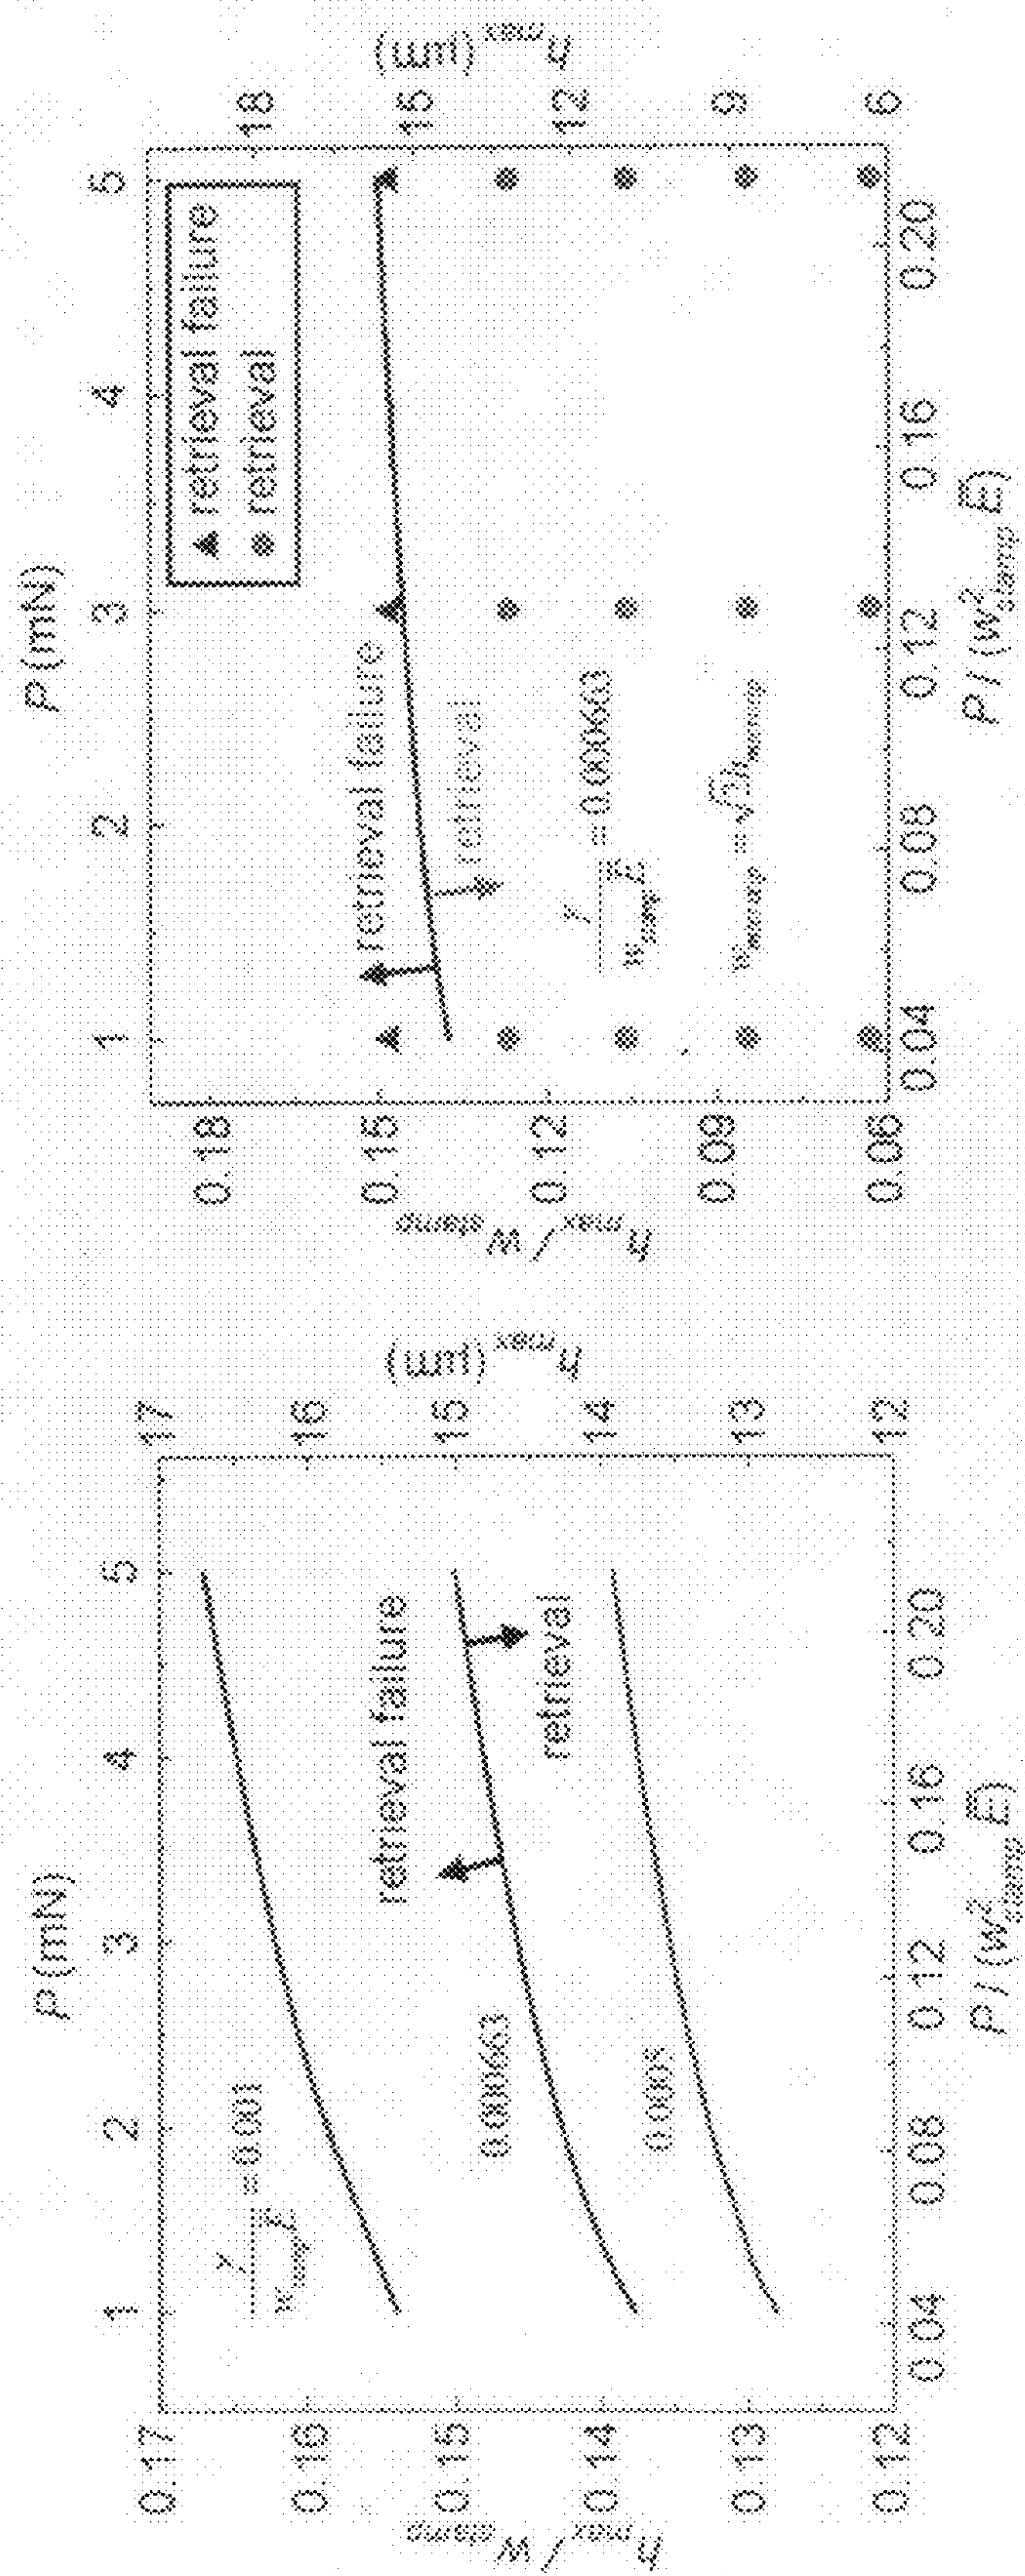 P (mN)
1 2 3 4 5
0.17
0.16
0.15
0.14
0.13
0.12
h_max / w_stamp
17
16
15
14
13
12
h_max (µm)
γ / (w_stamp E̅) = 0.001
0.000663
0.0005
retrieval failure
retrieval
0.04 0.08 0.12 0.16 0.20
P / (w²_stamp E̅)
P (mN)
1 2 3 4 5
0.18
0.15
0.12
0.09
0.06
h_max / w_stamp
18
15
12
9
6
h_max (µm)
▲ retrieval failure
● retrieval
retrieval failure
retrieval
γ / (w_stamp E̅) = 0.000663
0.04 0.08 0.12 0.16 0.20
P / (w²_stamp E̅)